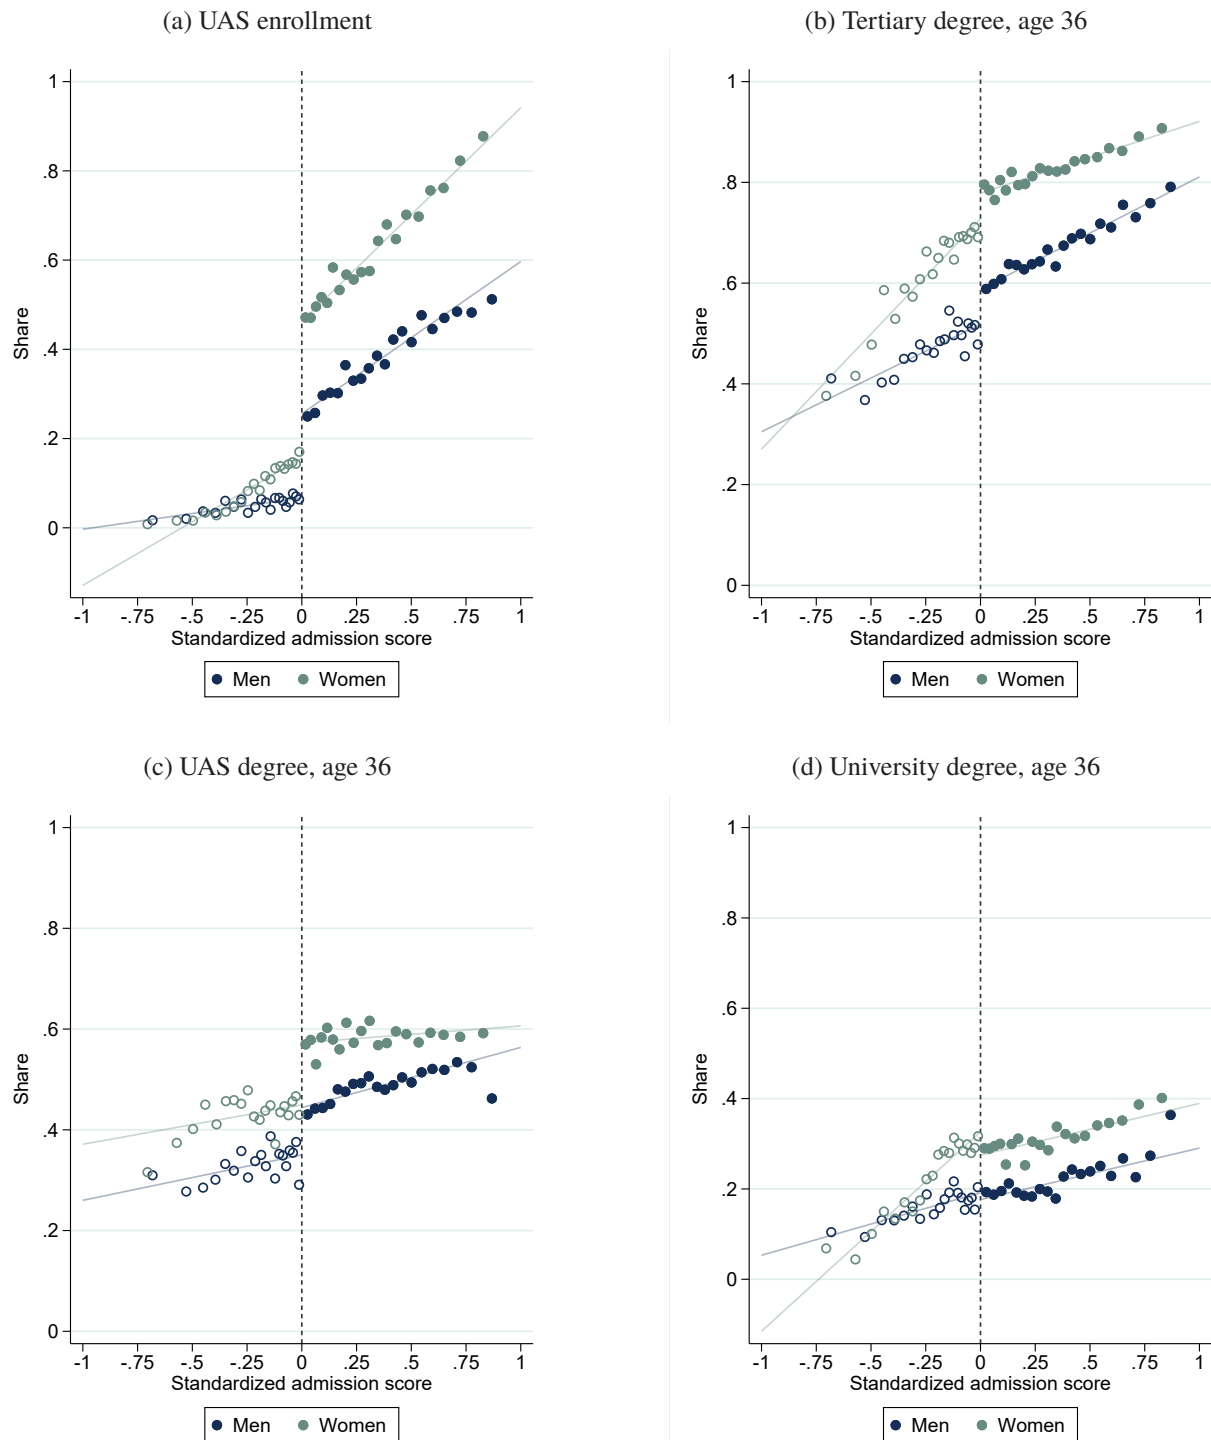 (a) UAS enrollment
1
.8
.6
.4
.2
0
Share
-1 -.75 -.5 -.25 0 .25 .5 .75 1
Standardized admission score
Men Women
(b) Tertiary degree, age 36
1
.8
.6
.4
.2
0
Share
-1 -.75 -.5 -.25 0 .25 .5 .75 1
Standardized admission score
Men Women
(c) UAS degree, age 36
1
.8
.6
.4
.2
0
Share
-1 -.75 -.5 -.25 0 .25 .5 .75 1
Standardized admission score
Men Women
(d) University degree, age 36
1
.8
.6
.4
.2
0
Share
-1 -.75 -.5 -.25 0 .25 .5 .75 1
Standardized admission score
Men Women